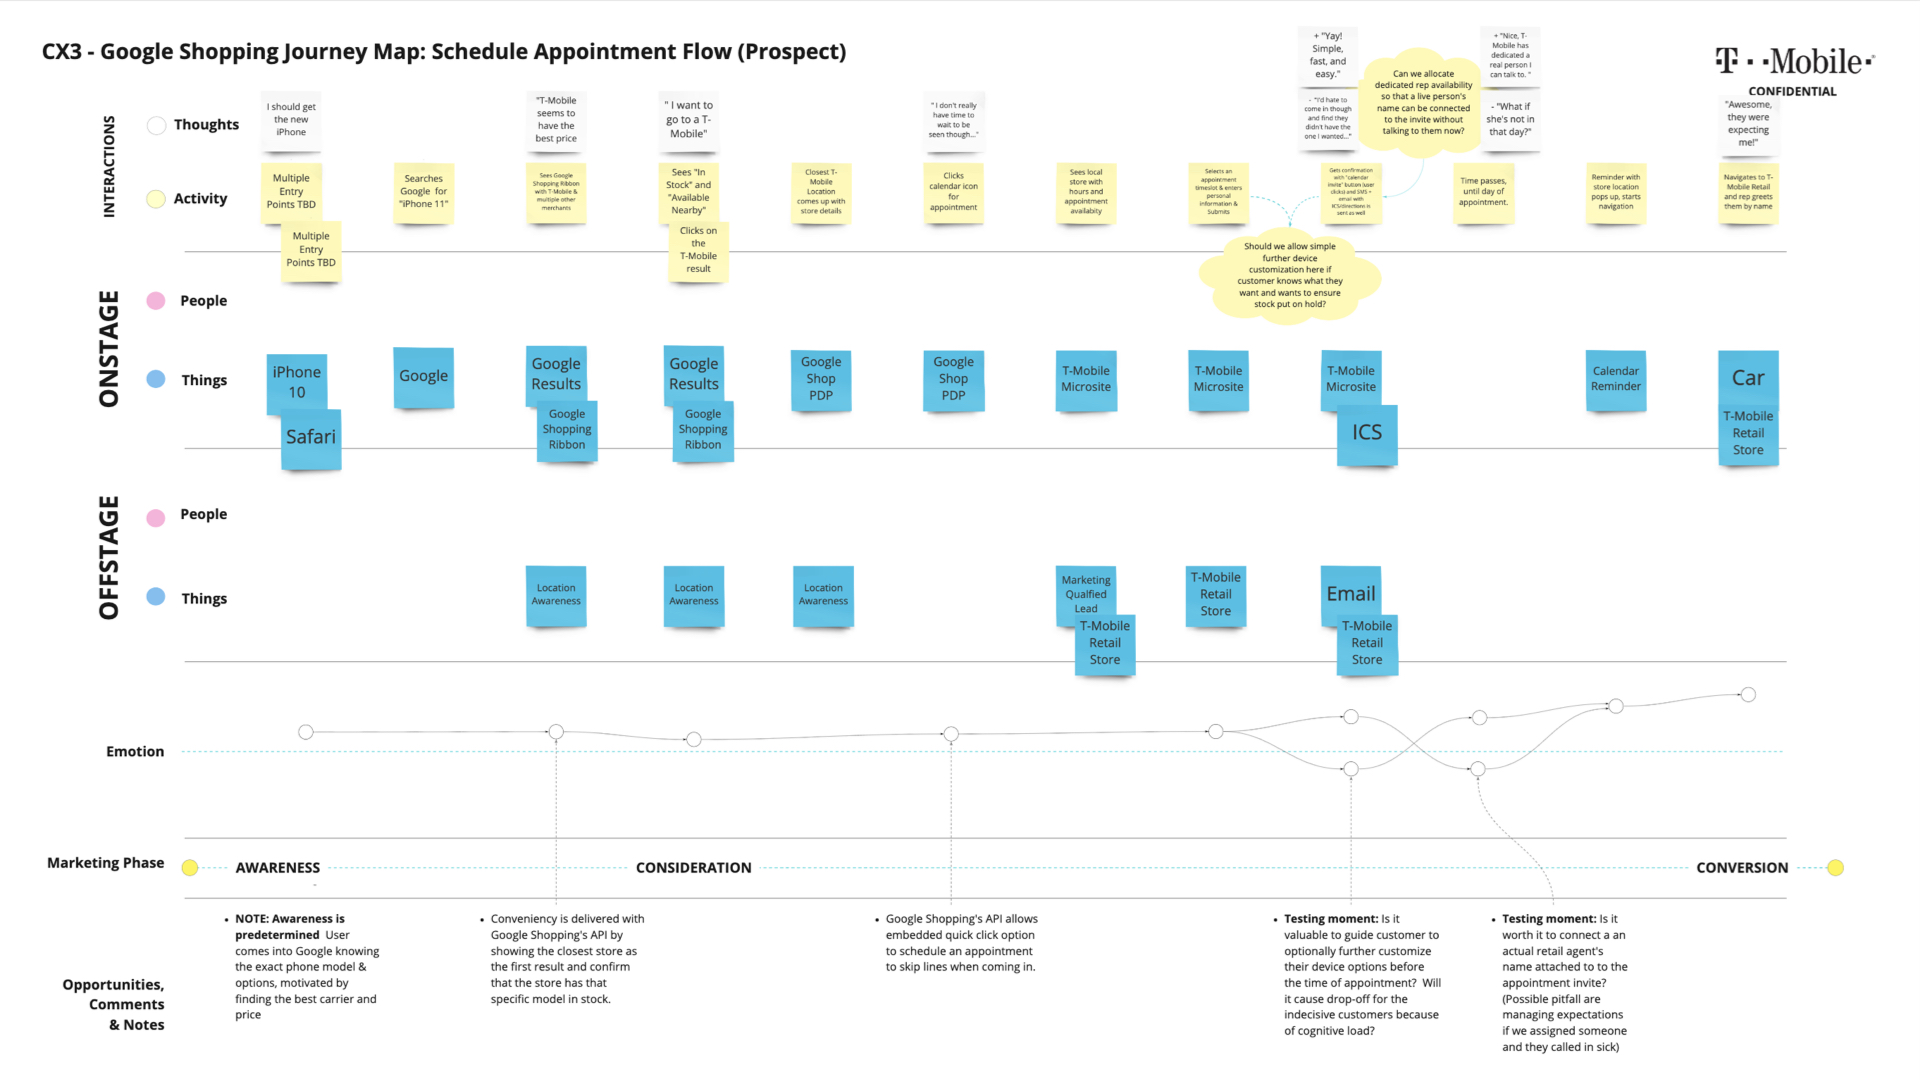 CX3 - Google Shopping Journey Map: Schedule Appointment Flow (Prospect)
T··Mobile·
CONFIDENTIAL
INTERACTIONS
Thoughts
I should get
the new
iPhone
"T-Mobile
seems to
have the
best price
" I want to
go to a T-
Mobile"
" I don't really
have time to
wait to be
seen though..."
+ "Yay!
Simple,
fast, and
easy."
- "I'd hate to
come in though
and find they
didn't have the
one I wanted..."
Can we allocate
dedicated rep availability
so that a live person's
name can be connected
to the invite without
talking to them now?
+ "Nice, T-
Mobile has
dedicated a
real person I
can talk to. "
- "What if
she's not in
that day?"
"Awesome,
they were
expecting
me!"
Activity
Multiple
Entry
Points TBD
Multiple
Entry
Points TBD
Searches
Google for
"iPhone 11"
Sees Google
Shopping Ribbon
with T-Mobile &
multiple other
merchants
Sees "In
Stock" and
"Available
Nearby"
Clicks on
the
T-Mobile
result
Closest T-
Mobile
Location
comes up with
store details
Clicks
calendar icon
for
appointment
Sees local
store with
hours and
appointment
availabity
Selects an
appointment
timeslot & enters
personal
information &
Submits
Gets confirmation
with "calendar
invite" button (user
clicks) and SMS +
email with
ICS/directions is
sent as well
Should we allow simple
further device
customization here if
customer knows what they
want and wants to ensure
stock put on hold?
Time passes,
until day of
appointment.
Reminder with
store location
pops up, starts
navigation
Navigates to T-
Mobile Retail
and rep greets
them by name
ONSTAGE
People
Things
iPhone
10
Safari
Google
Google
Results
Google
Shopping
Ribbon
Google
Results
Google
Shopping
Ribbon
Google
Shop
PDP
Google
Shop
PDP
T-Mobile
Microsite
T-Mobile
Microsite
T-Mobile
Microsite
ICS
Calendar
Reminder
Car
T-Mobile
Retail
Store
OFFSTAGE
People
Things
Location
Awareness
Location
Awareness
Location
Awareness
Marketing
Qualfied
Lead
T-Mobile
Retail
Store
T-Mobile
Retail
Store
Email
T-Mobile
Retail
Store
Emotion
Marketing Phase
AWARENESS
CONSIDERATION
CONVERSION
Opportunities,
Comments
& Notes
• NOTE: Awareness is
predetermined User
comes into Google knowing
the exact phone model &
options, motivated by
finding the best carrier and
price
• Conveniency is delivered with
Google Shopping's API by
showing the closest store as
the first result and confirm
that the store has that
specific model in stock.
• Google Shopping's API allows
embedded quick click option
to schedule an appointment
to skip lines when coming in.
• Testing moment: Is it
valuable to guide customer to
optionally further customize
their device options before
the time of appointment? Will
it cause drop-off for the
indecisive customers because
of cognitive load?
• Testing moment: Is it
worth it to connect a an
actual retail agent's
name attached to to the
appointment invite?
(Possible pitfall are
managing expectations
if we assigned someone
and they called in sick)